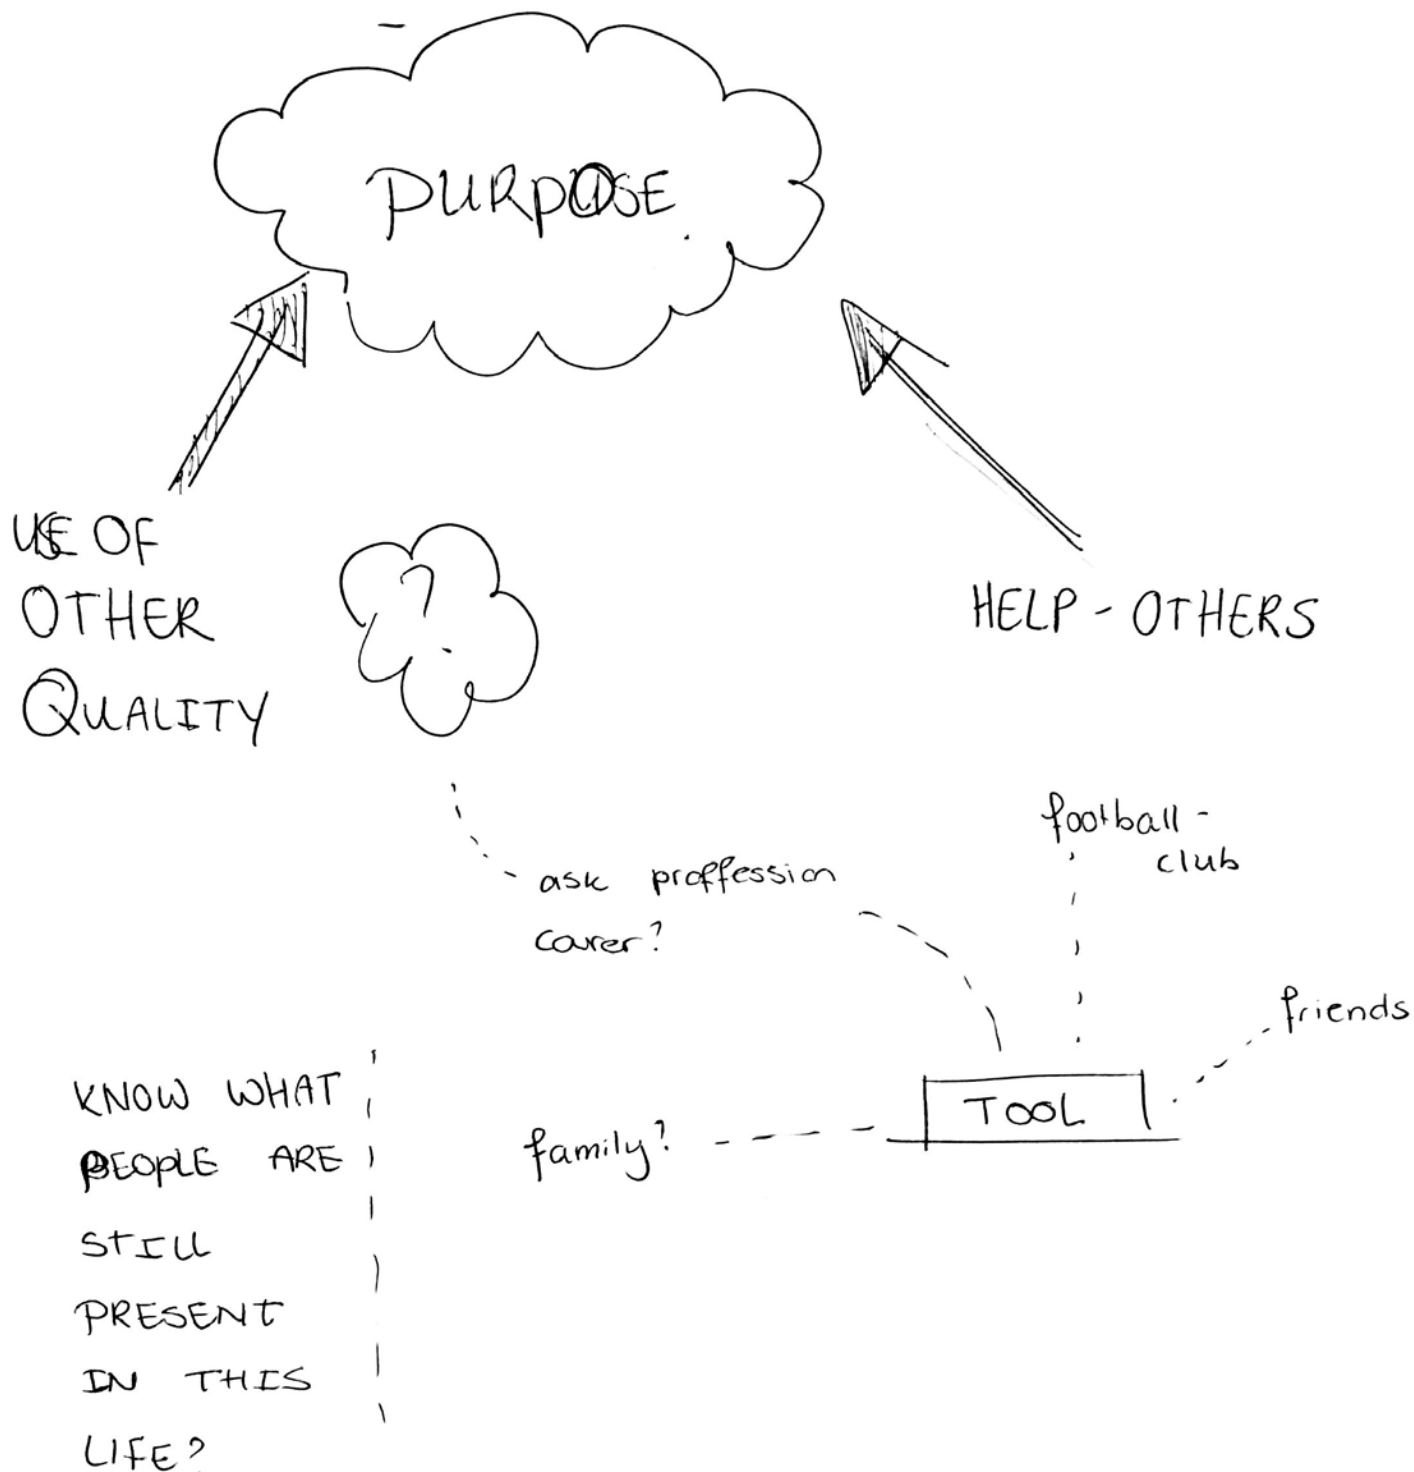 PURPOSE.
USE OF
OTHER
QUALITY
?
HELP - OTHERS
football -
club
ask proffession
carer?
friends
TOOL
family?
KNOW WHAT
PEOPLE ARE
STILL
PRESENT
IN THIS
LIFE?